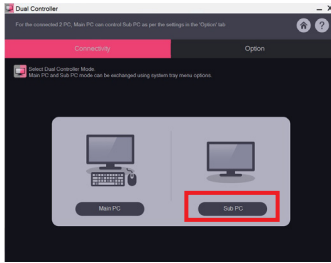 Dual Controller
For the connected 2 PC, Main PC can control Sub PC as per the settings in the 'Option' tab
Connectivity
Option
Select Dual Controller Mode.
Main PC and Sub PC mode can be exchanged using system tray menu options.
Main PC
Sub PC